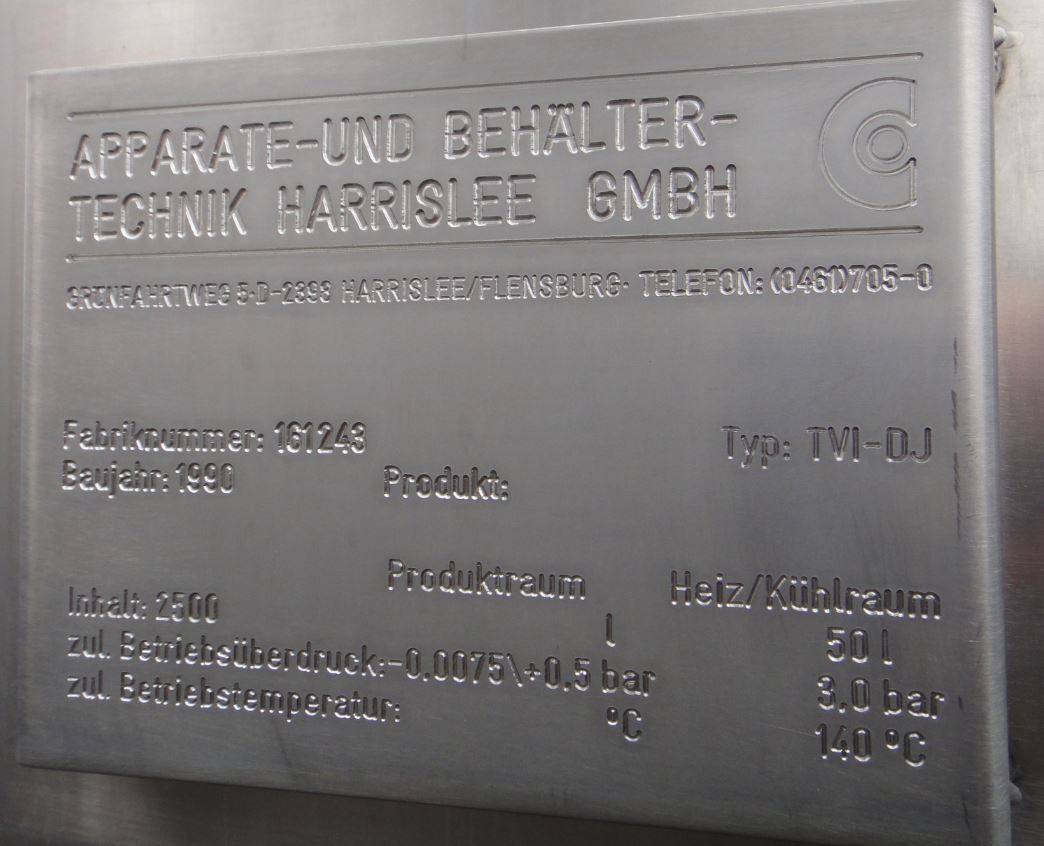 APPARATE-UND BEHÄLTER-
TECHNIK HARRISLEE GMBH
GRÜNFAHRTWEG 5·D-2398 HARRISLEE/FLENSBURG· TELEFON: (0461)705-0
Fabriknummer: 161243 Typ: TVI-DJ
Baujahr: 1990 Produkt:
Produktraum Heiz/Kühlraum
Inhalt: 2500 l 50 l
zul. Betriebsüberdruck:-0.0075\+0.5 bar 3.0 bar
zul. Betriebstemperatur: °C 140 °C